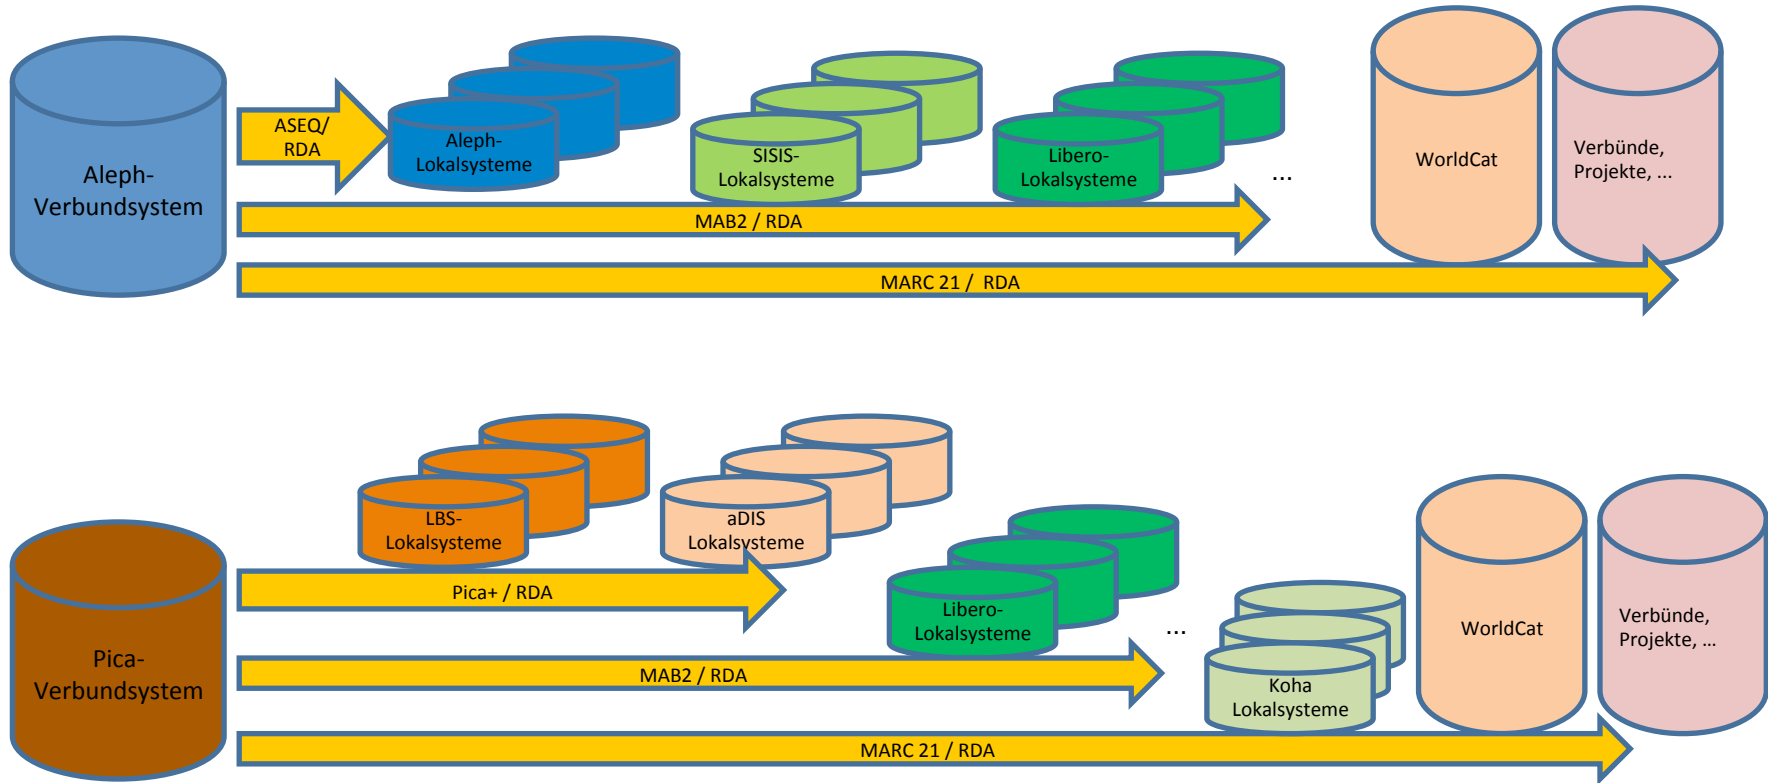 Aleph-
Verbundsystem
ASEQ/
RDA
Aleph-
Lokalsysteme
SISIS-
Lokalsysteme
Libero-
Lokalsysteme
...
WorldCat
Verbünde,
Projekte, ...
MAB2 / RDA
MARC 21 / RDA
Pica-
Verbundsystem
LBS-
Lokalsysteme
aDIS
Lokalsysteme
Pica+ / RDA
Libero-
Lokalsysteme
...
Koha
Lokalsysteme
WorldCat
Verbünde,
Projekte, ...
MAB2 / RDA
MARC 21 / RDA